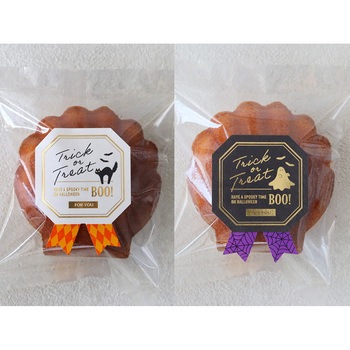 Trick
or
Treat
HAVE A SPOOKY TIME
ON HALLOWEEN
BOO!
FOR YOU
Trick
or
Treat
HAVE A SPOOKY TIME
ON HALLOWEEN
BOO!